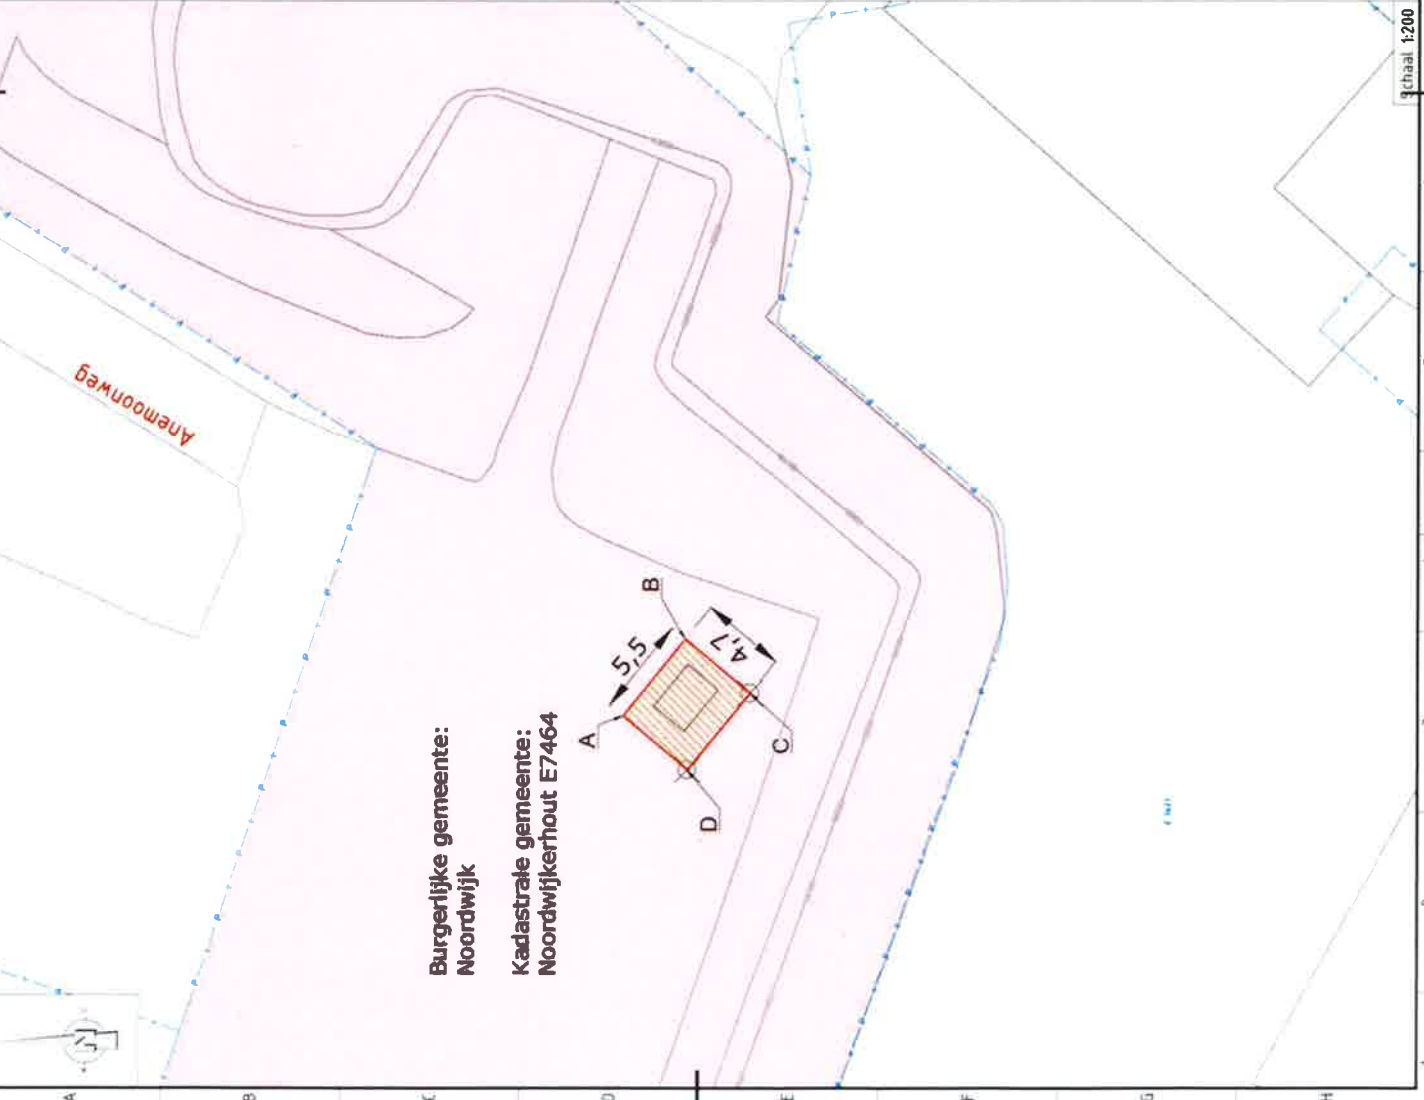 Schaal 1:200
Anemoonweg
Burgerlijke gemeente:
Noordwijk
Kadastrale gemeente:
Noordwijkerhout E7464
A
B
C
D
5,5
4,7
A
B
C
D
E
F
G
H